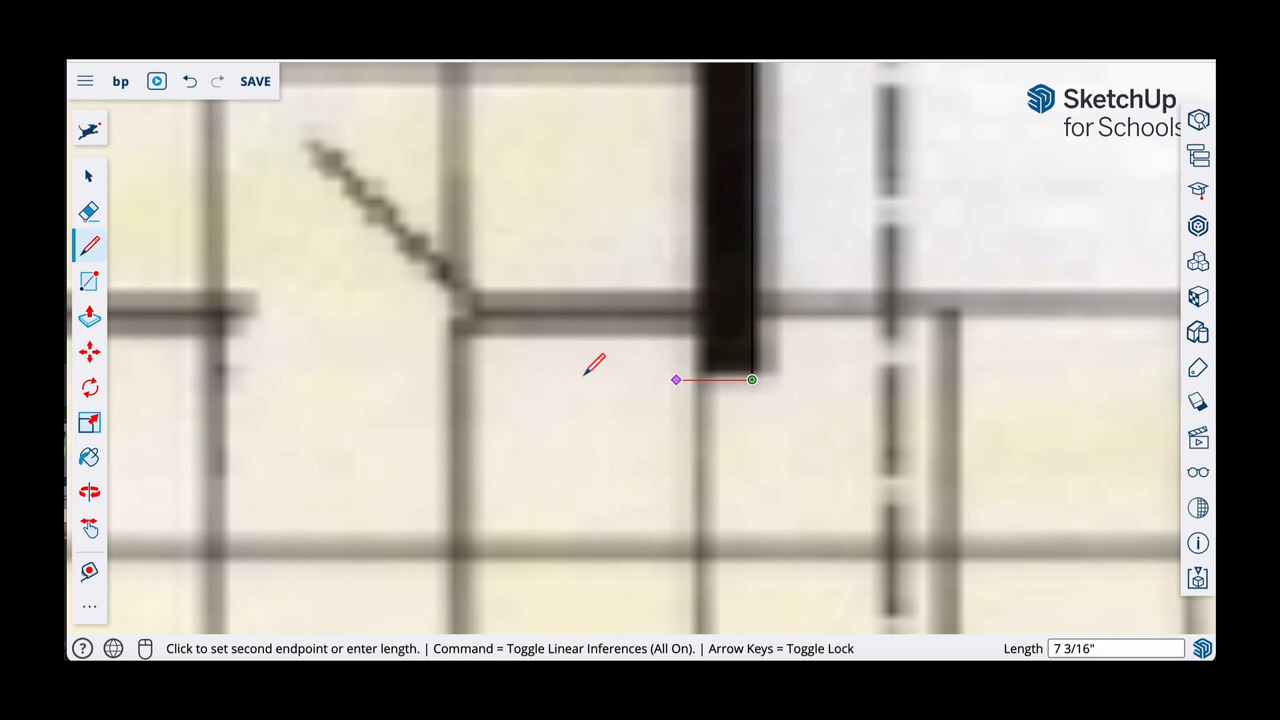 bp SAVE
SketchUp
for Schools
Click to set second endpoint or enter length. | Command = Toggle Linear Inferences (All On). | Arrow Keys = Toggle Lock Length 7 3/16"